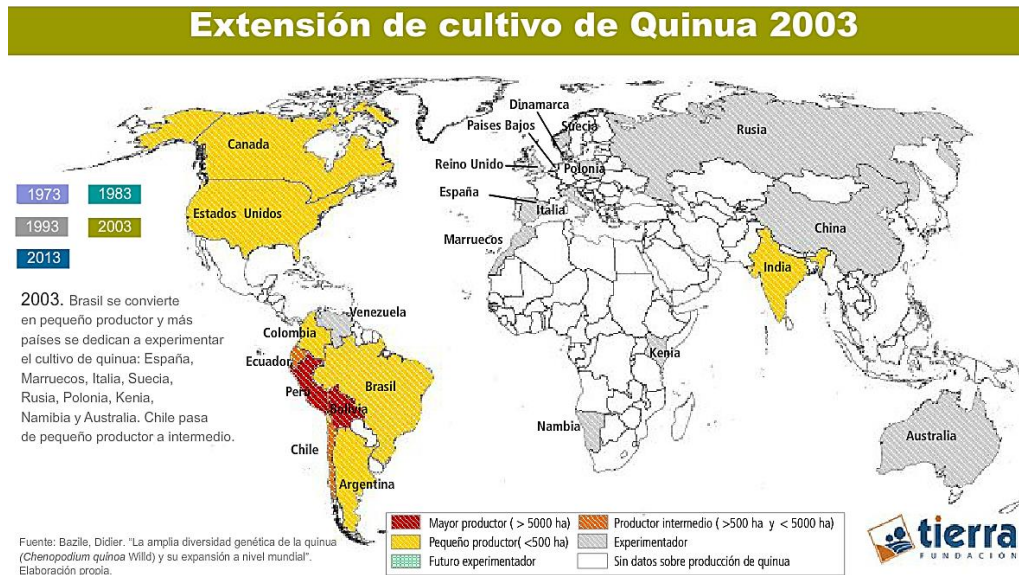 Extensión de cultivo de Quinua 2003
Dinamarca
Suecia
Países Bajos
Rusia
Canada
Reino Unido
Polonia
España
1973
1983
Italia
Estados Unidos
1993
2003
China
Marruecos
2013
India
2003. Brasil se convierte
en pequeño productor y más
países se dedican a experimentar
el cultivo de quinua: España,
Marruecos, Italia, Suecia,
Rusia, Polonia, Kenia,
Namibia y Australia. Chile pasa
de pequeño productor a intermedio.
Venezuela
Colombia
Kenia
Ecuador
Brasil
Perú
Bolivia
Nambia
Australia
Chile
Argentina
Mayor productor ( > 5000 ha)
Productor intermedio ( >500 ha y < 5000 ha)
Pequeño productor( <500 ha)
Experimentador
Futuro experimentador
Sin datos sobre producción de quinua
tierra
FUNDACIÓN
Fuente: Bazile, Didier. "La amplia diversidad genética de la quinua
(Chenopodium quinoa Willd) y su expansión a nivel mundial".
Elaboración propia.